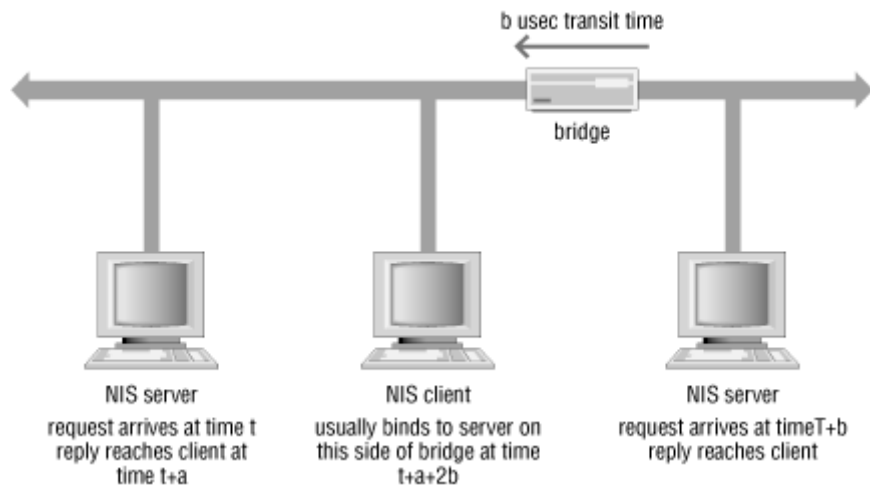 b usec transit time
bridge
NIS server
request arrives at time t
reply reaches client at
time t+a
NIS client
usually binds to server on
this side of bridge at time
t+a+2b
NIS server
request arrives at timeT+b
reply reaches client